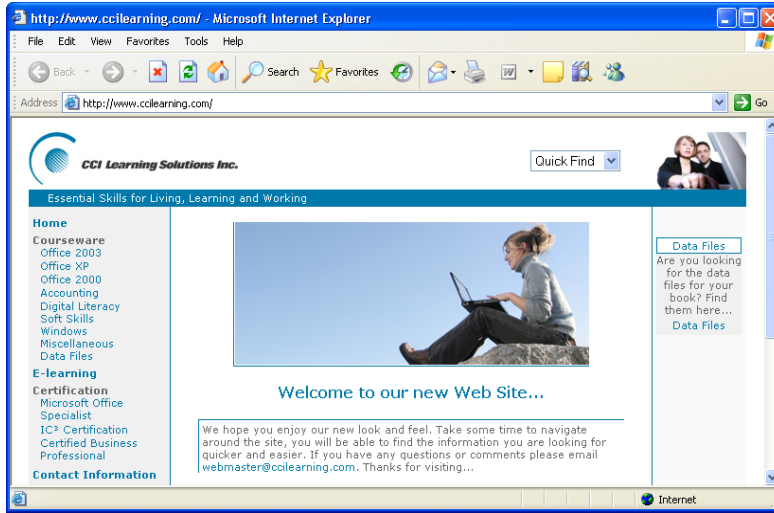 http://www.ccilearning.com/ - Microsoft Internet Explorer
File Edit View Favorites Tools Help
Back Search Favorites
Address http://www.ccilearning.com/ Go
CCI Learning Solutions Inc.
Quick Find
Essential Skills for Living, Learning and Working
Home
Courseware
Office 2003
Office XP
Office 2000
Accounting
Digital Literacy
Soft Skills
Windows
Miscellaneous
Data Files
E-learning
Certification
Microsoft Office
Specialist
IC³ Certification
Certified Business
Professional
Contact Information
Welcome to our new Web Site...
We hope you enjoy our new look and feel. Take some time to navigate
around the site, you will be able to find the information you are looking for
quicker and easier. If you have any questions or comments please email
webmaster@ccilearning.com. Thanks for visiting...
Data Files
Are you looking
for the data
files for your
book? Find
them here...
Data Files
Internet